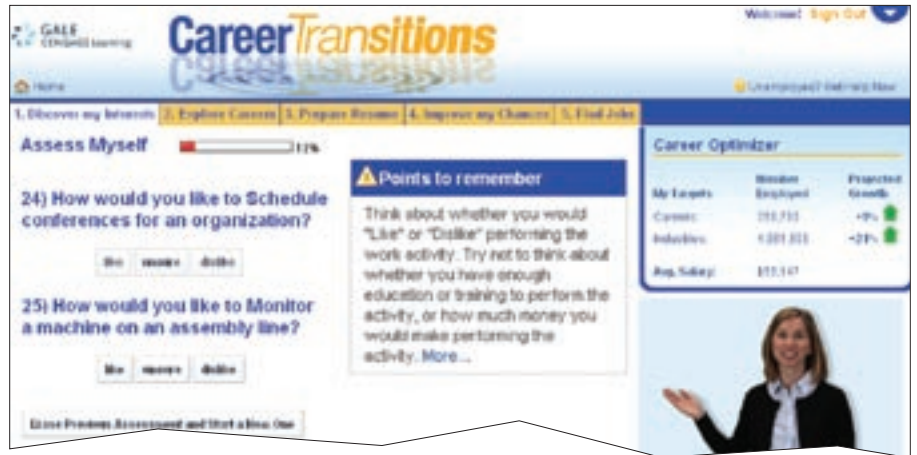 GALE
CENGAGE Learning
CareerTransitions
Welcome! Sign Out
Home
1. Discover my Interests 2. Explore Careers 3. Prepare Resume 4. Improve my Chances 5. Find Jobs
Assess Myself
24) How would you like to Schedule
conferences for an organization?
like unsure dislike
25) How would you like to Monitor
a machine on an assembly line?
like unsure dislike
Erase Previous Assessment and Start a New One
Points to remember
Think about whether you would
"Like" or "Dislike" performing the
work activity. Try not to think about
whether you have enough
education or training to perform the
activity, or how much money you
would make performing the
activity. More...
Career Optimizer
My Targets
Number
Employed
Projected
Growth
Careers:
Industries:
Avg. Salary: